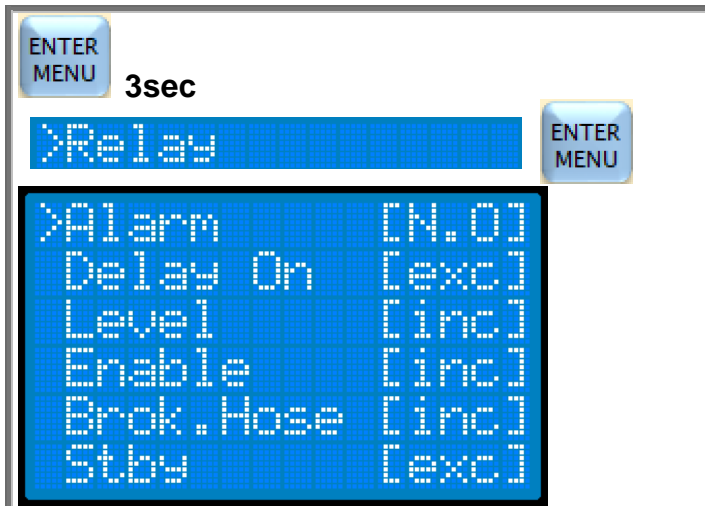 ENTER
MENU
3sec
>Relay
ENTER
MENU
>Alarm [N.O]
Delay On [exc]
Level [inc]
Enable [inc]
Brok.Hose [inc]
Stby [exc]